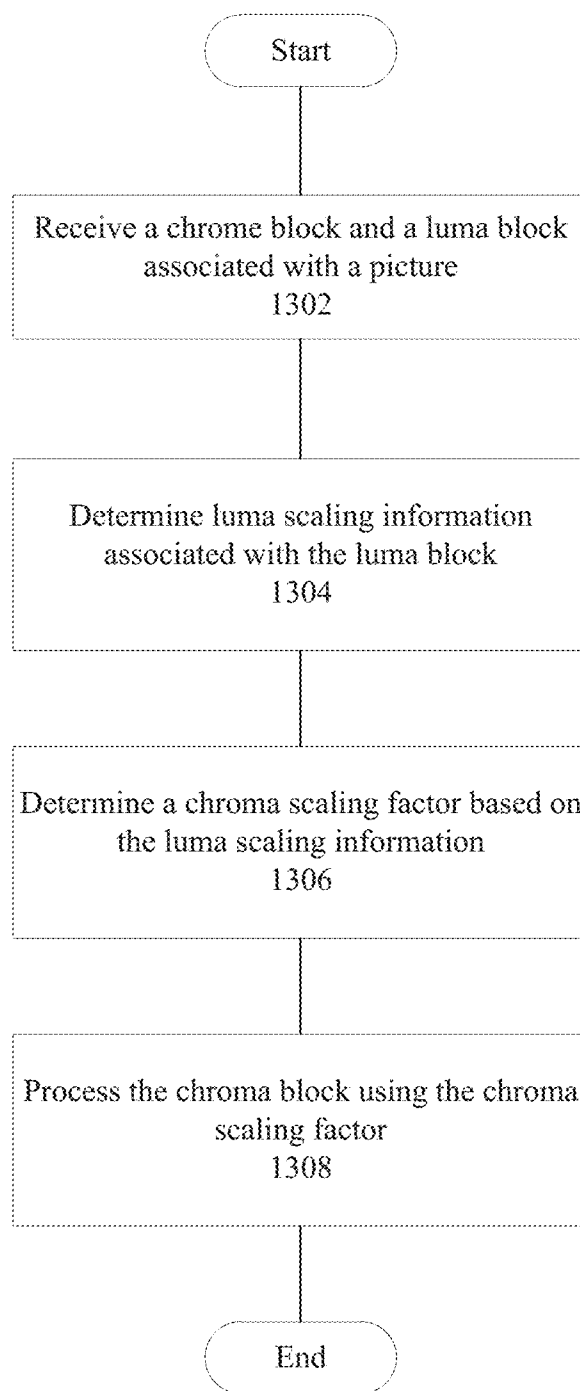 Start
Receive a chrome block and a luma block
associated with a picture
1302
Determine luma scaling information
associated with the luma block
1304
Determine a chroma scaling factor based on
the luma scaling information
1306
Process the chroma block using the chroma
scaling factor
1308
End